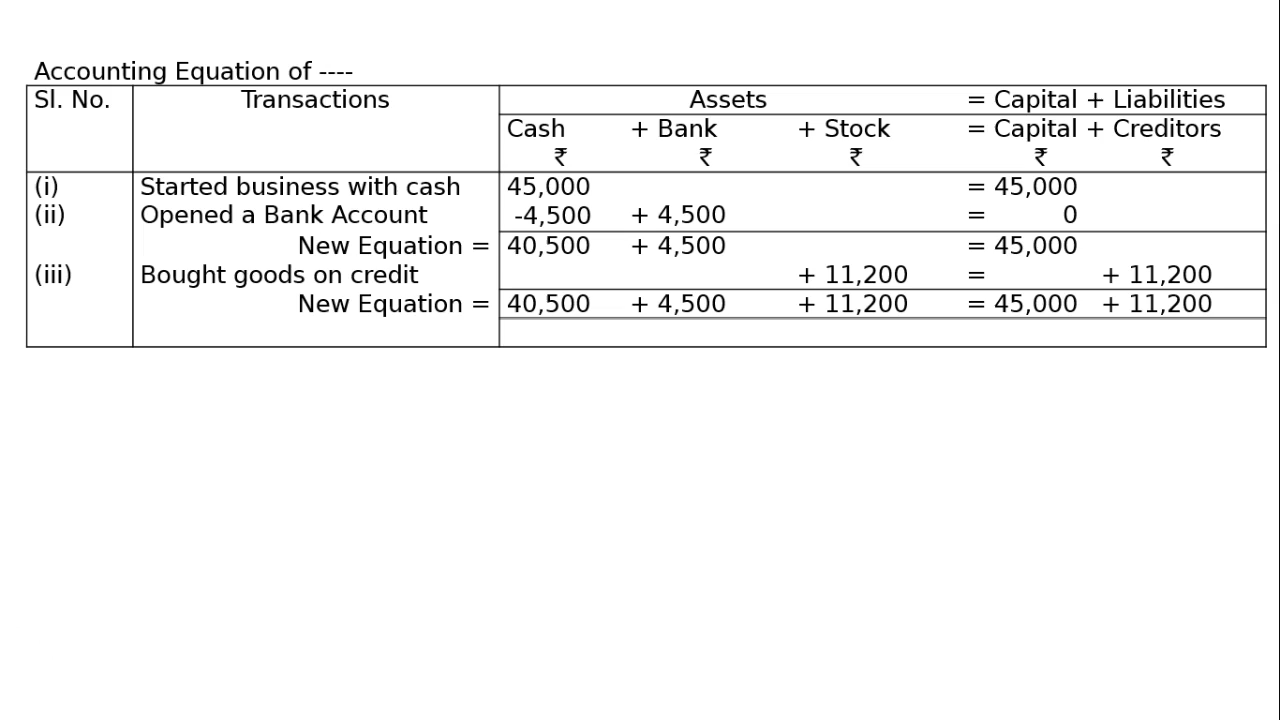 Accounting Equation of ----
Sl. No. Transactions Assets = Capital + Liabilities
Cash + Bank + Stock = Capital + Creditors
₹ ₹ ₹ ₹ ₹
(i) Started business with cash 45,000 = 45,000
(ii) Opened a Bank Account -4,500 + 4,500 = 0
New Equation = 40,500 + 4,500 = 45,000
(iii) Bought goods on credit + 11,200 = + 11,200
New Equation = 40,500 + 4,500 + 11,200 = 45,000 + 11,200